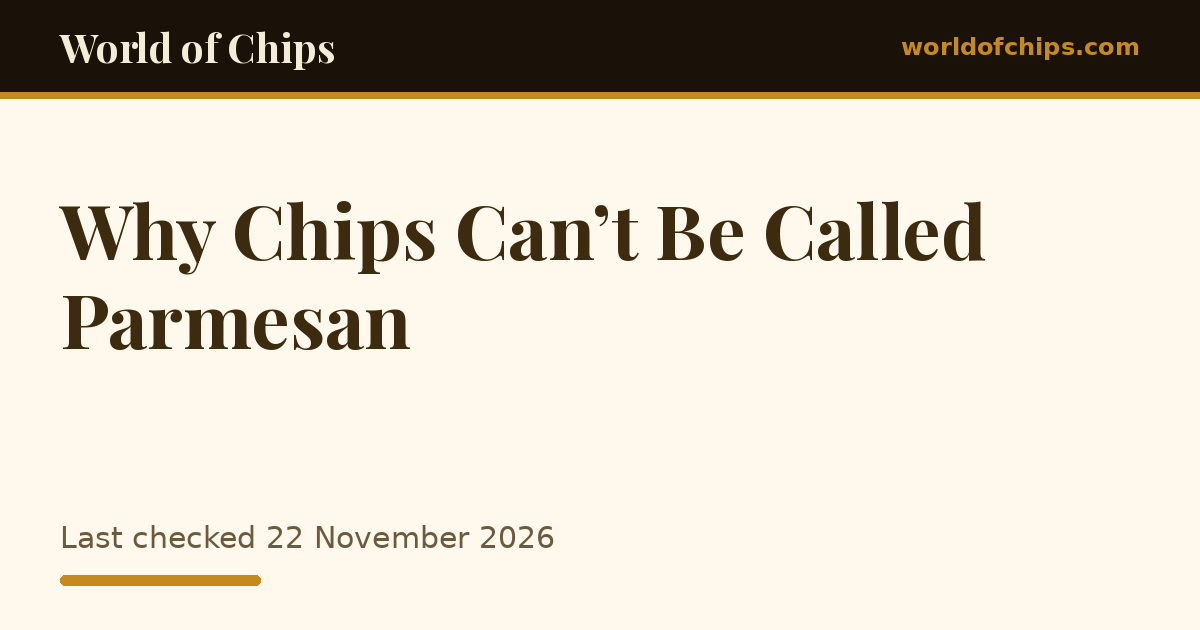 World of Chips
worldofchips.com
Why Chips Can’t Be Called
Parmesan
Last checked 22 November 2026